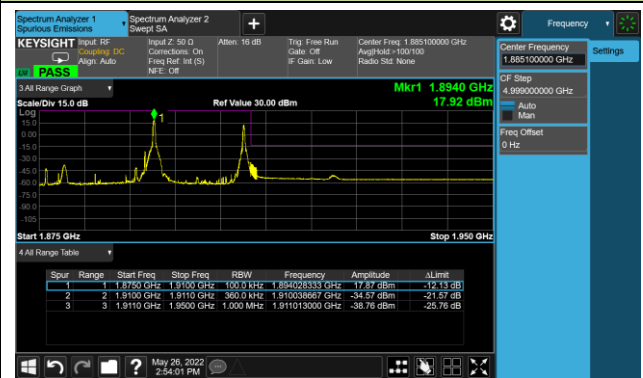 Spectrum Analyzer 1
Spurious Emissions
Spectrum Analyzer 2
Swept SA
Frequency
KEYSIGHT
Input: RF
Coupling: DC
Align: Auto
Input Z: 50 Ω
Corrections: On
Freq Ref: Int (S)
NFE: Off
Atten: 16 dB
Trig: Free Run
Gate: Off
IF Gain: Low
Center Freq: 1.885100000 GHz
Avg|Hold:>100/100
Radio Std: None
PASS
Center Frequency
1.885100000 GHz
Settings
CF Step
4.999000000 GHz
Auto
Man
Freq Offset
0 Hz
3 All Range Graph
Mkr1 1.8940 GHz
Scale/Div 15.0 dB
Ref Value 30.00 dBm
17.92 dBm
Log
1
15.0
0.00
-15.0
-30.0
-45.0
-60.0
-75.0
-90.0
-105
Start 1.875 GHz
Stop 1.950 GHz
4 All Range Table
Spur Range Start Freq Stop Freq RBW Frequency Amplitude ΔLimit
1 1 1.8750 GHz 1.9100 GHz 100.0 kHz 1.894028333 GHz 17.87 dBm -12.13 dB
2 2 1.9100 GHz 1.9110 GHz 360.0 kHz 1.910038667 GHz -34.57 dBm -21.57 dB
3 3 1.9110 GHz 1.9500 GHz 1.000 MHz 1.911013000 GHz -38.76 dBm -25.76 dB
May 26, 2022
2:54:01 PM